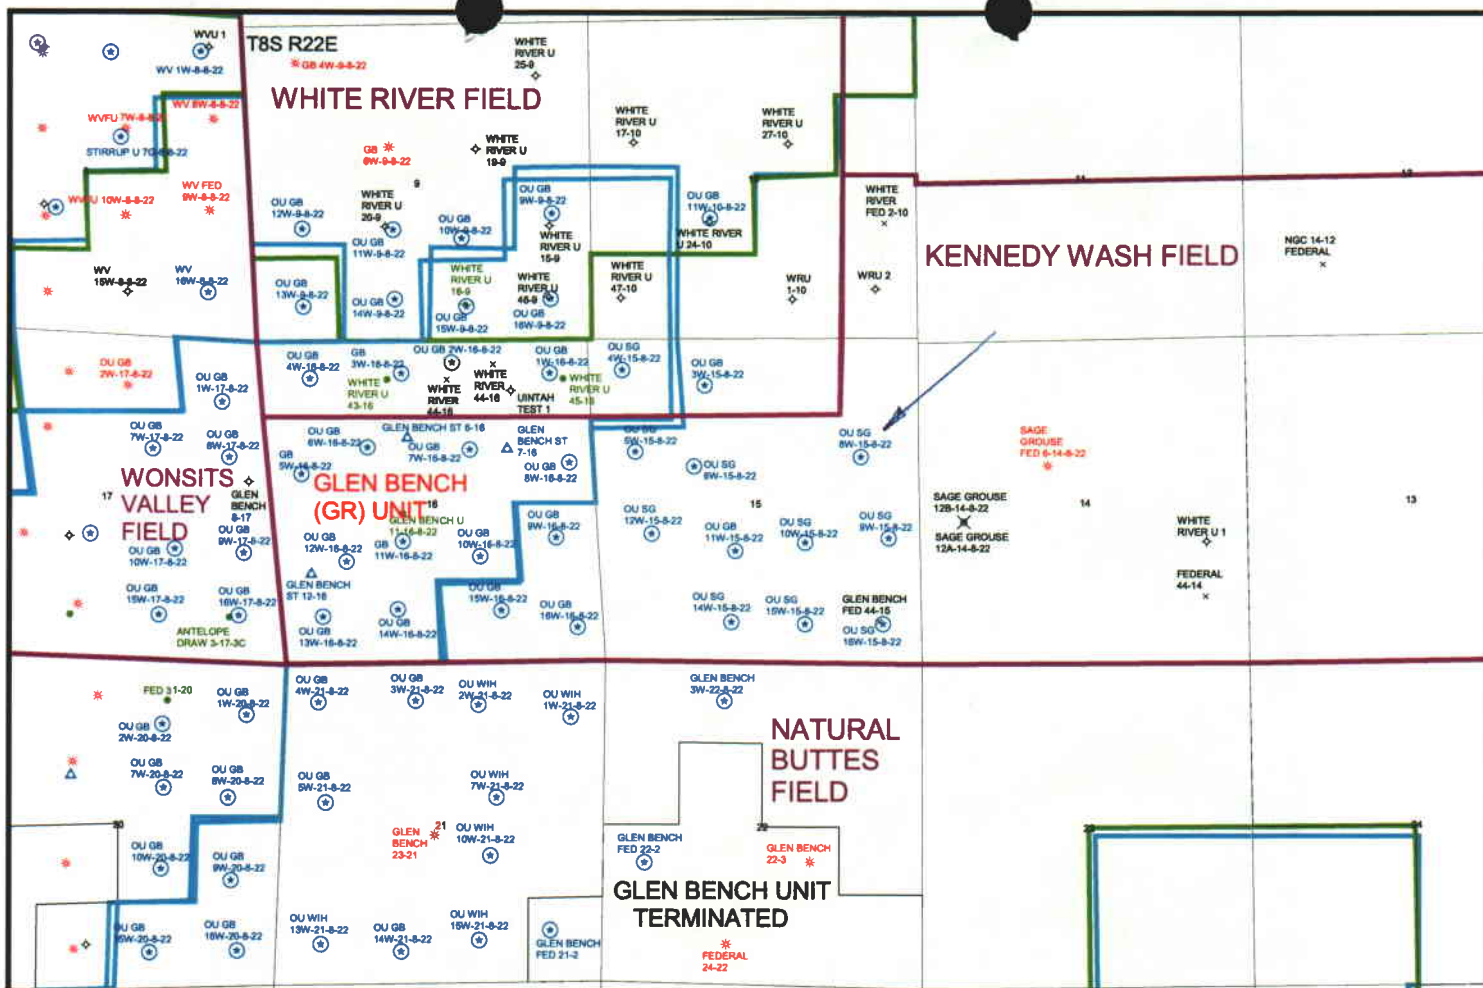 T8S R22E
WVU 1
WV 1W-8-8-22
GB 4W-9-8-22
WHITE
RIVER U
25-9
WHITE RIVER FIELD
WV 8W-8-8-22
WVFU 7W-8-8-22
STIRRUP U 7G-8-8-22
WHITE
RIVER U
17-10
WHITE
RIVER U
27-10
GB
6W-9-8-22
WHITE
RIVER U
19-9
9
11
12
WV FED
9W-8-8-22
10W-8-8-22
WHITE
RIVER U
20-9
OU GB
12W-9-8-22
OU GB
11W-9-8-22
OU GB
10W-9-8-22
OU GB
9W-9-8-22
WHITE
RIVER U
15-9
OU GB
11W-10-8-22
WHITE RIVER
U 24-10
WHITE
RIVER
FED 2-10
KENNEDY WASH FIELD
NGC 14-12
FEDERAL
WV
15W-8-8-22
WV
16W-8-8-22
OU GB
13W-9-8-22
OU GB
14W-9-8-22
WHITE
RIVER U
16-9
OU GB
15W-9-8-22
WHITE
RIVER U
46-9
OU GB
16W-9-8-22
WHITE
RIVER U
47-10
WRU
1-10
WRU 2
OU GB
2W-17-8-22
OU GB
1W-17-8-22
OU GB
4W-16-8-22
GB
3W-16-8-22
WHITE
RIVER U
43-16
OU GB 2W-16-8-22
WHITE
RIVER
44-16
WHITE
RIVER
44-16
UINTAH
TEST 1
OU GB
1W-16-8-22
WHITE
RIVER U
45-16
OU SG
4W-15-8-22
OU GB
3W-15-8-22
OU GB
7W-17-8-22
OU GB
8W-17-8-22
OU GB
6W-16-8-22
GLEN BENCH ST 6-16
OU GB
7W-16-8-22
GLEN
BENCH ST
7-16
OU GB
8W-16-8-22
OU SG
5W-15-8-22
OU SG
6W-15-8-22
OU SG
8W-15-8-22
SAGE
GROUSE
FED 6-14-8-22
GB
5W-16-8-22
WONSITS
VALLEY
FIELD
17
GLEN
BENCH
8-17
GLEN BENCH
(GR) UNIT
16
GLEN BENCH U
11-16-8-22
GB
11W-16-8-22
OU GB
9W-16-8-22
OU SG
12W-15-8-22
15
OU GB
11W-15-8-22
OU SG
10W-15-8-22
OU SG
9W-15-8-22
SAGE GROUSE
12B-14-8-22
SAGE GROUSE
12A-14-8-22
14
13
WHITE
RIVER U 1
OU GB
10W-17-8-22
OU GB
9W-17-8-22
OU GB
12W-16-8-22
OU GB
10W-16-8-22
GLEN BENCH
ST 12-16
FEDERAL
44-14
OU GB
15W-17-8-22
OU GB
16W-17-8-22
ANTELOPE
DRAW 3-17-3C
OU GB
13W-16-8-22
OU GB
14W-16-8-22
OU GB
15W-16-8-22
OU GB
16W-16-8-22
OU SG
14W-15-8-22
OU SG
15W-15-8-22
GLEN BENCH
FED 44-15
OU SG
16W-15-8-22
FED 31-20
OU GB
1W-20-8-22
OU GB
2W-20-8-22
OU GB
4W-21-8-22
OU GB
3W-21-8-22
OU WIH
2W-21-8-22
OU WIH
1W-21-8-22
GLEN BENCH
3W-22-8-22
NATURAL
BUTTES
FIELD
OU GB
7W-20-8-22
OU GB
8W-20-8-22
OU GB
5W-21-8-22
OU WIH
7W-21-8-22
20
21
22
23
24
GLEN
BENCH
23-21
OU WIH
10W-21-8-22
GLEN BENCH
FED 22-2
GLEN BENCH
22-3
OU GB
10W-20-8-22
OU GB
9W-20-8-22
GLEN BENCH UNIT
TERMINATED
OU GB
15W-20-8-22
OU GB
16W-20-8-22
OU WIH
13W-21-8-22
OU GB
14W-21-8-22
OU WIH
15W-21-8-22
GLEN BENCH
FED 21-2
FEDERAL
24-22